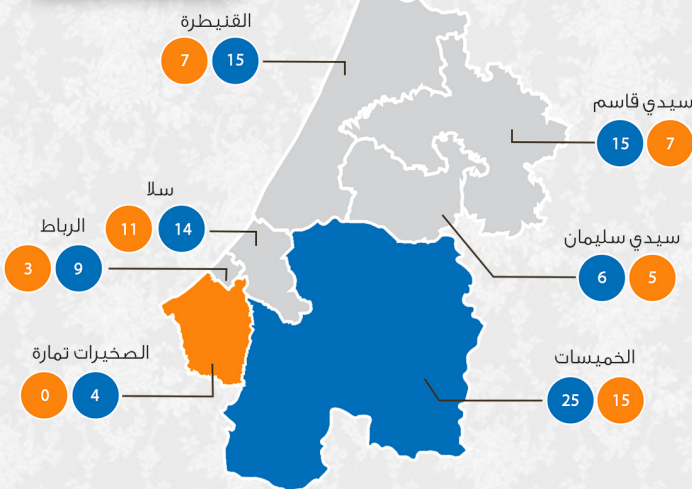 القنيطرة
7 15
سيدي قاسم
15 7
سلا
11 14
الرباط
3 9
سيدي سليمان
6 5
الصخيرات تمارة
0 4
الخميسات
25 15